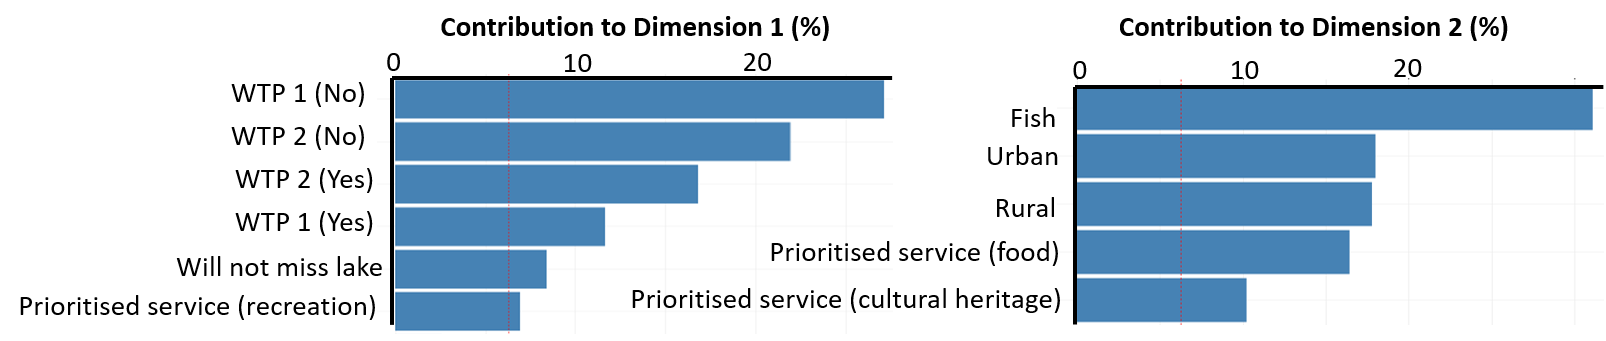 Contribution to Dimension 1 (%)
0 10 20
WTP 1 (No)
WTP 2 (No)
WTP 2 (Yes)
WTP 1 (Yes)
Will not miss lake
Prioritised service (recreation)
Contribution to Dimension 2 (%)
0 10 20
Fish
Urban
Rural
Prioritised service (food)
Prioritised service (cultural heritage)